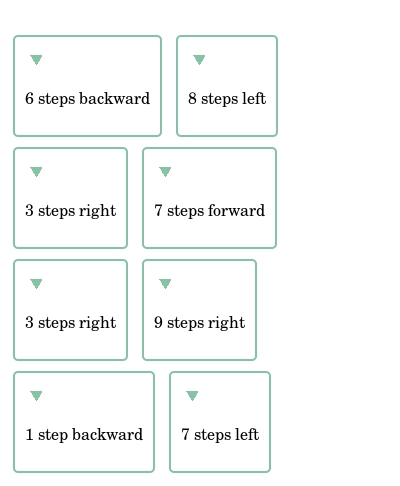 6 steps backward
8 steps left
3 steps right
7 steps forward
3 steps right
9 steps right
1 step backward
7 steps left